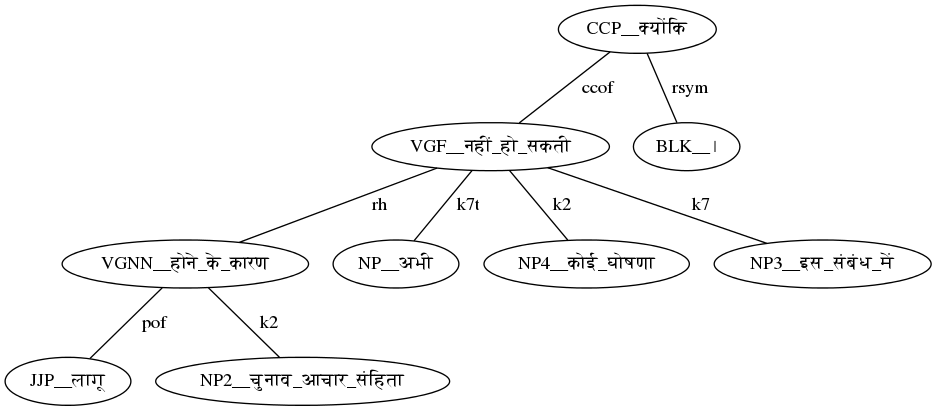 CCP__क्योंकि
ccof rsym
VGF__नहीं_हो_सकती BLK__।
rh k7t k2 k7
VGNN__होने_के_कारण NP__अभी NP4__कोई_घोषणा NP3__इस_संबंध_में
pof k2
JJP__लागू NP2__चुनाव_आचार_संहिता